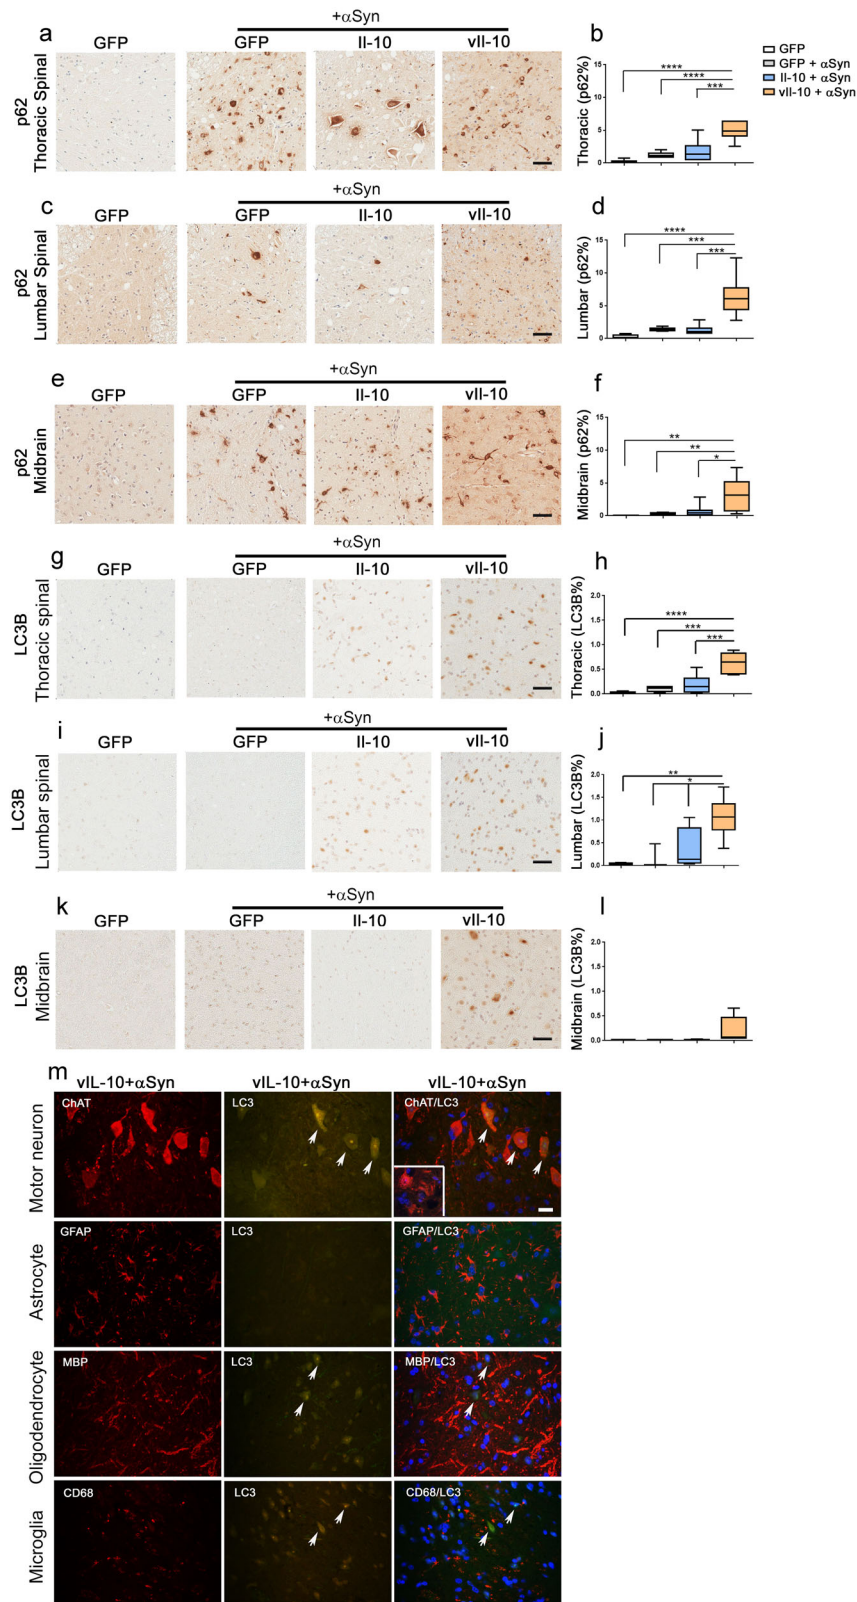 a
+αSyn
GFP
GFP
Il-10
vIl-10
p62
Thoracic Spinal
b
GFP
GFP + αSyn
Il-10 + αSyn
vIl-10 + αSyn
****
****
***
Thoracic (p62%)
15
10
5
0
c
+αSyn
GFP
GFP
Il-10
vIl-10
p62
Lumbar Spinal
d
****
***
***
Lumbar (p62%)
15
10
5
0
e
+αSyn
GFP
GFP
Il-10
vIl-10
p62
Midbrain
f
**
**
*
Midbrain (p62%)
15
10
5
0
g
+αSyn
GFP
GFP
Il-10
vIl-10
LC3B
Thoracic spinal
h
****
***
***
Thoracic (LC3B%)
2.0
1.5
1.0
0.5
0.0
i
+αSyn
GFP
GFP
Il-10
vIl-10
LC3B
Lumbar spinal
j
**
*
Lumbar (LC3B%)
2.0
1.5
1.0
0.5
0.0
k
+αSyn
GFP
GFP
Il-10
vIl-10
LC3B
Midbrain
l
Midbrain (LC3B%)
2.0
1.5
1.0
0.5
0.0
m
vIL-10+αSyn
vIL-10+αSyn
vIL-10+αSyn
Motor neuron
ChAT
LC3
ChAT/LC3
Astrocyte
GFAP
LC3
GFAP/LC3
Oligodendrocyte
MBP
LC3
MBP/LC3
Microglia
CD68
LC3
CD68/LC3